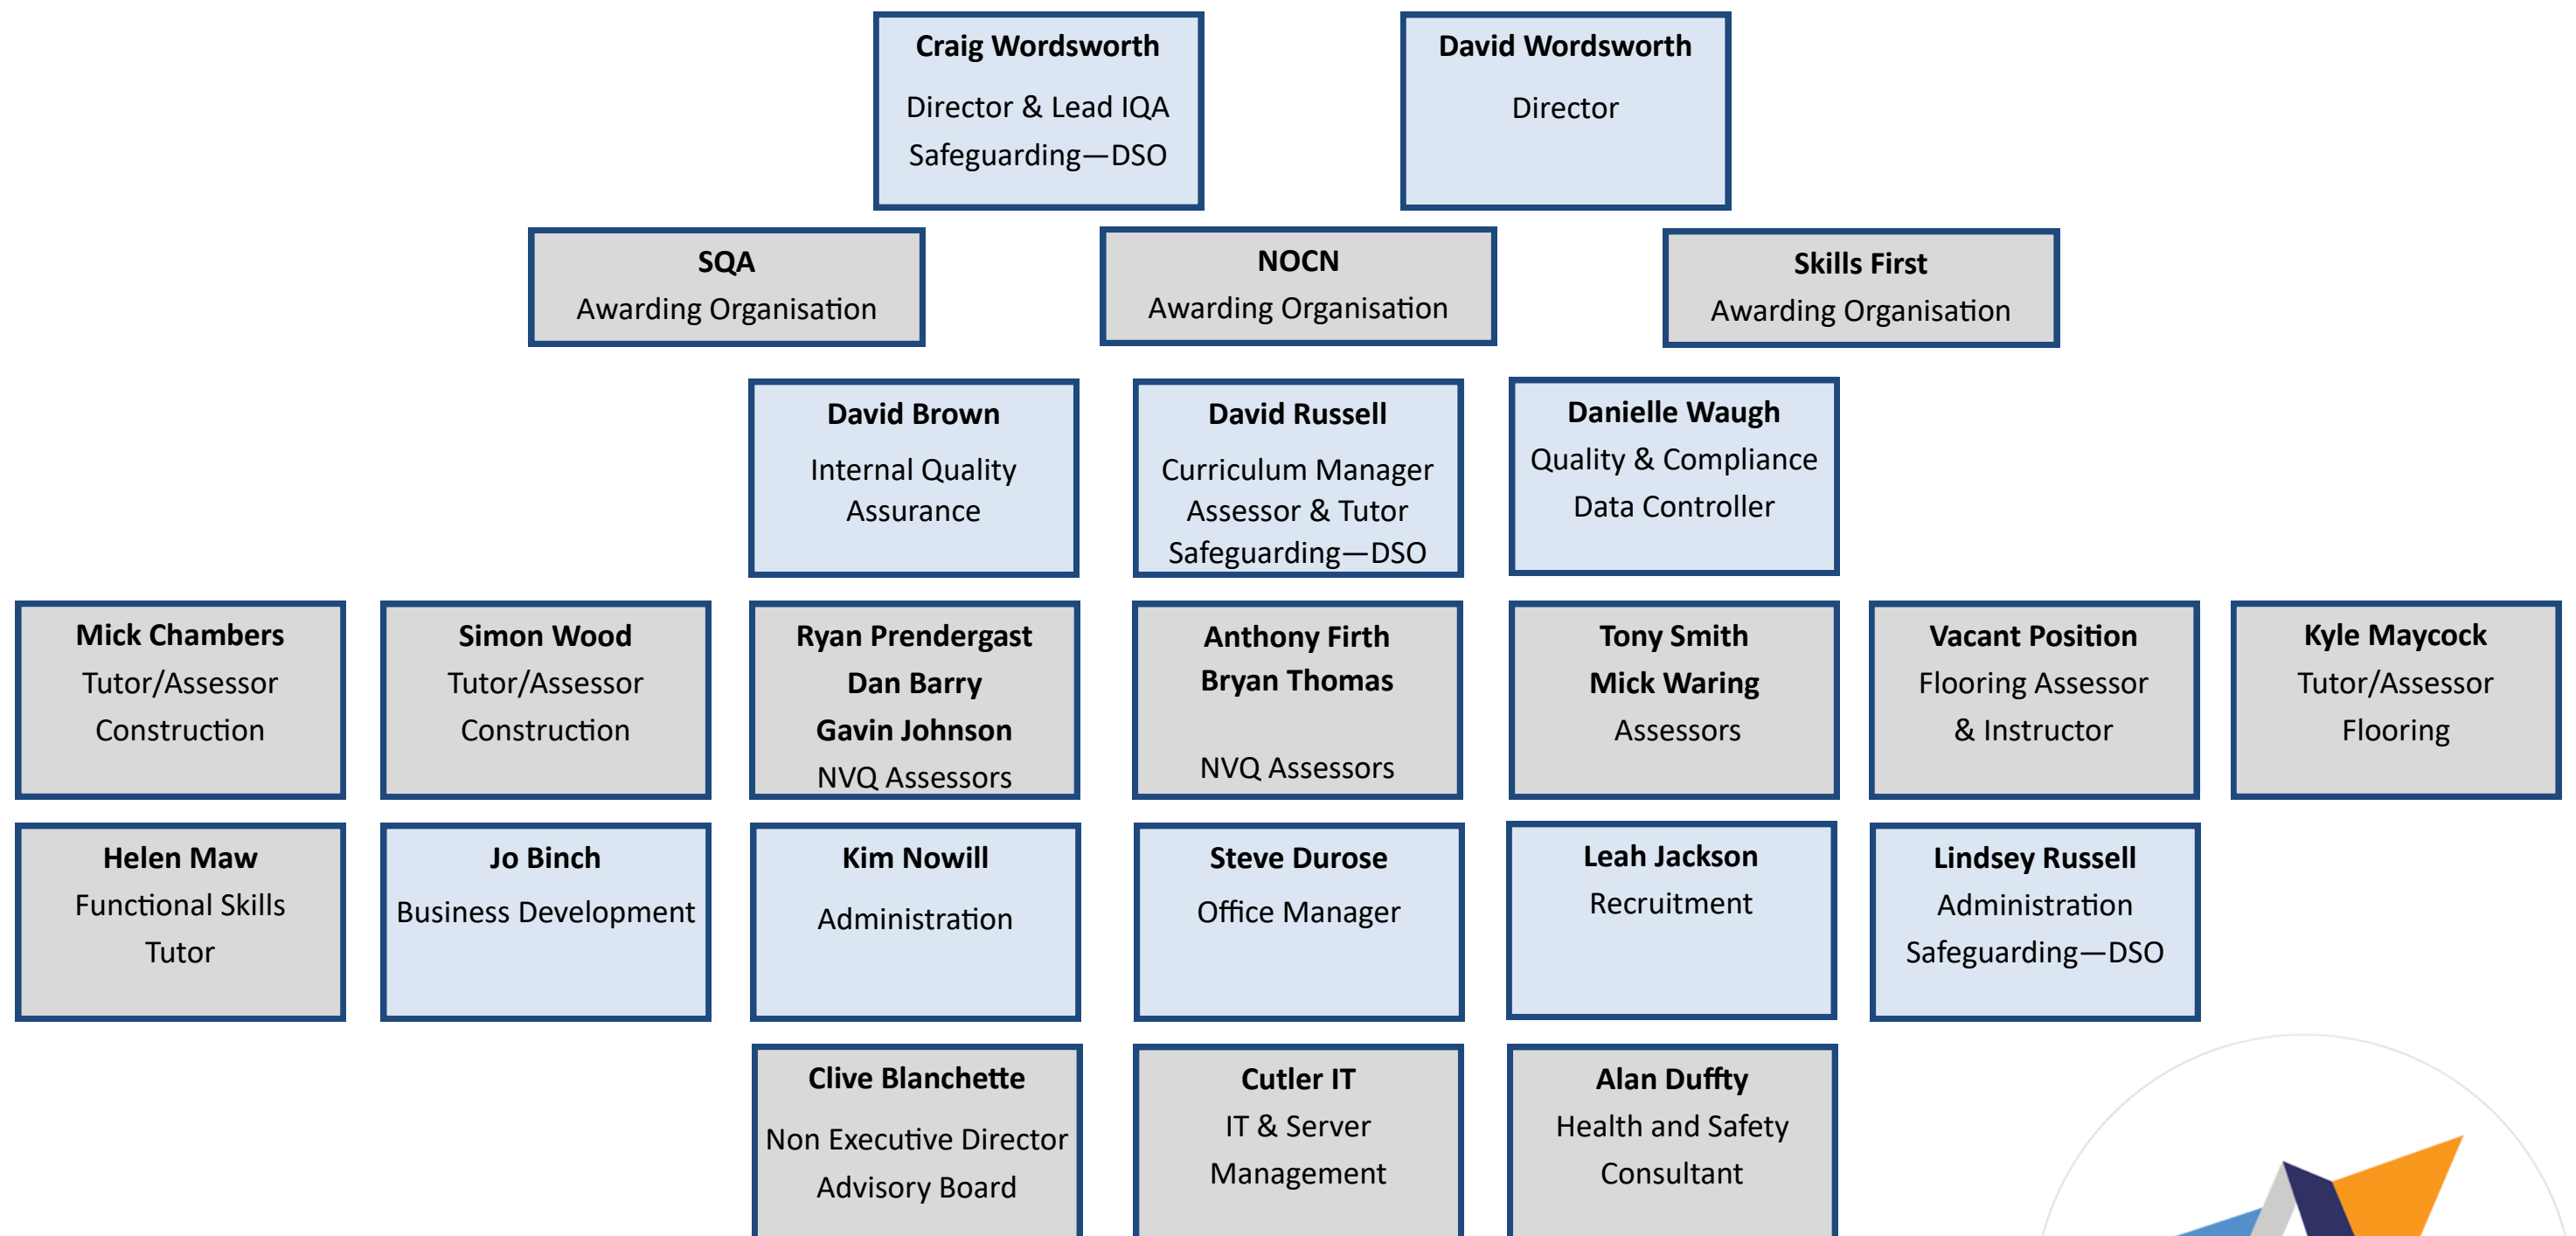 Craig Wordsworth
Director & Lead IQA
Safeguarding—DSO
David Wordsworth
Director
SQA
Awarding Organisation
NOCN
Awarding Organisation
Skills First
Awarding Organisation
David Brown
Internal Quality
Assurance
David Russell
Curriculum Manager
Assessor & Tutor
Safeguarding—DSO
Danielle Waugh
Quality & Compliance
Data Controller
Mick Chambers
Tutor/Assessor
Construction
Simon Wood
Tutor/Assessor
Construction
Ryan Prendergast
Dan Barry
Gavin Johnson
NVQ Assessors
Anthony Firth
Bryan Thomas
NVQ Assessors
Tony Smith
Mick Waring
Assessors
Vacant Position
Flooring Assessor
& Instructor
Kyle Maycock
Tutor/Assessor
Flooring
Helen Maw
Functional Skills
Tutor
Jo Binch
Business Development
Kim Nowill
Administration
Steve Durose
Office Manager
Leah Jackson
Recruitment
Lindsey Russell
Administration
Safeguarding—DSO
Clive Blanchette
Non Executive Director
Advisory Board
Cutler IT
IT & Server
Management
Alan Duffty
Health and Safety
Consultant